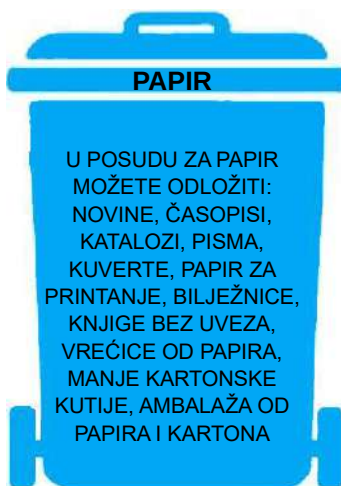 PAPIR
U POSUDU ZA PAPIR
MOŽETE ODLOŽITI:
NOVINE, ČASOPISI,
KATALOZI, PISMA,
KUVERTE, PAPIR ZA
PRINTANJE, BILJEŽNICE,
KNJIGE BEZ UVEZA,
VREĆICE OD PAPIRA,
MANJE KARTONSKE
KUTIJE, AMBALAŽA OD
PAPIRA I KARTONA